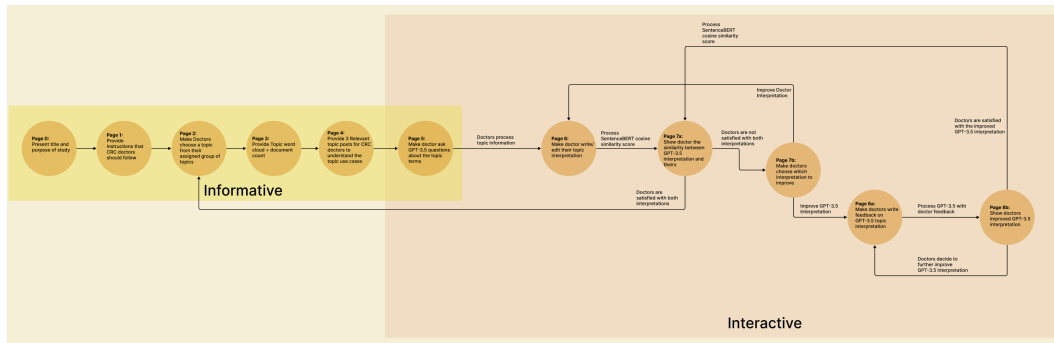 Page 0:
Present title and
purpose of study
Page 1:
Provide
instructions that
CRC doctors
should follow
Page 2:
Make Doctors
choose a topic
from their
assigned group of
topics
Page 3:
Provide Topic word
cloud + document
count
Page 4:
Provide 3 Relevant
topic posts for CRC
doctors to
understand the
topic use cases
Page 5:
Make doctor ask
GPT-3.5 questions
about the topic
terms
Informative
Doctors process
topic information
Page 6:
Make doctor write/
edit their topic
interpretation
Process
SentenceBERT cosine
similarity score
Page 7a:
Show doctor the
similarity between
GPT-3.5
interpretation and
theirs
Doctors are
satisfied with both
interpretations
Doctors are not
satisfied with both
interpretations
Page 7b:
Make doctors
choose which
interpretation to
improve
Improve Doctor
Interpretation
Process
SentenceBERT
cosine similarity
score
Improve GPT-3.5
Interpretation
Page 8a:
Make doctors write
feedback on
GPT-3.5 topic
interpretation
Process GPT-3.5 with
doctor feedback
Page 8b:
Show doctors
improved GPT-3.5
interpretation
Doctors are satisfied
with the improved
GPT-3.5 interpretation
Doctors decide to
further improve
GPT-3.5 Interpretation
Interactive